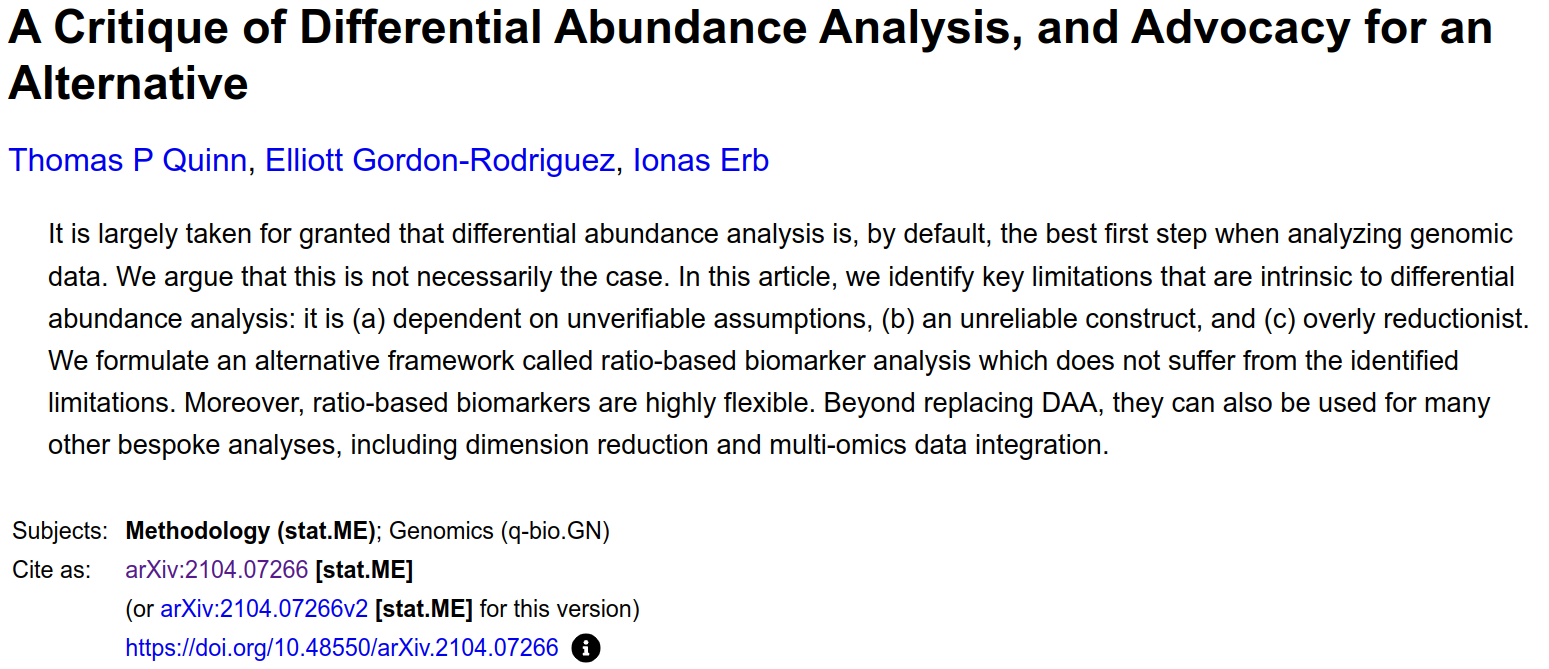 A Critique of Differential Abundance Analysis, and Advocacy for an
Alternative
Thomas P Quinn, Elliott Gordon-Rodriguez, Ionas Erb
It is largely taken for granted that differential abundance analysis is, by default, the best first step when analyzing genomic
data. We argue that this is not necessarily the case. In this article, we identify key limitations that are intrinsic to differential
abundance analysis: it is (a) dependent on unverifiable assumptions, (b) an unreliable construct, and (c) overly reductionist.
We formulate an alternative framework called ratio-based biomarker analysis which does not suffer from the identified
limitations. Moreover, ratio-based biomarkers are highly flexible. Beyond replacing DAA, they can also be used for many
other bespoke analyses, including dimension reduction and multi-omics data integration.
Subjects: Methodology (stat.ME); Genomics (q-bio.GN)
Cite as: arXiv:2104.07266 [stat.ME]
(or arXiv:2104.07266v2 [stat.ME] for this version)
https://doi.org/10.48550/arXiv.2104.07266